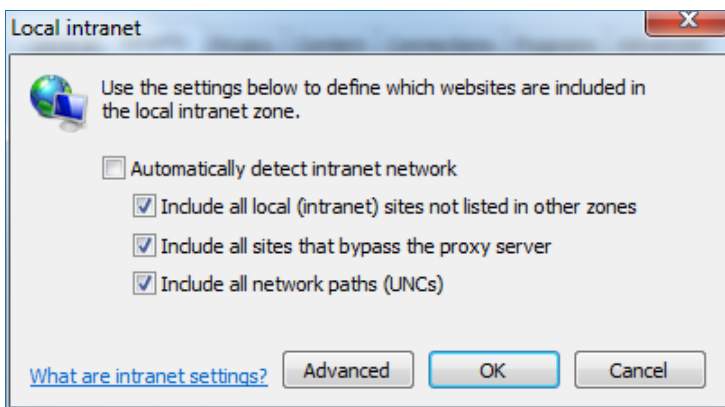 Local intranet
Use the settings below to define which websites are included in
the local intranet zone.
Automatically detect intranet network
Include all local (intranet) sites not listed in other zones
Include all sites that bypass the proxy server
Include all network paths (UNCs)
What are intranet settings?
Advanced
OK
Cancel